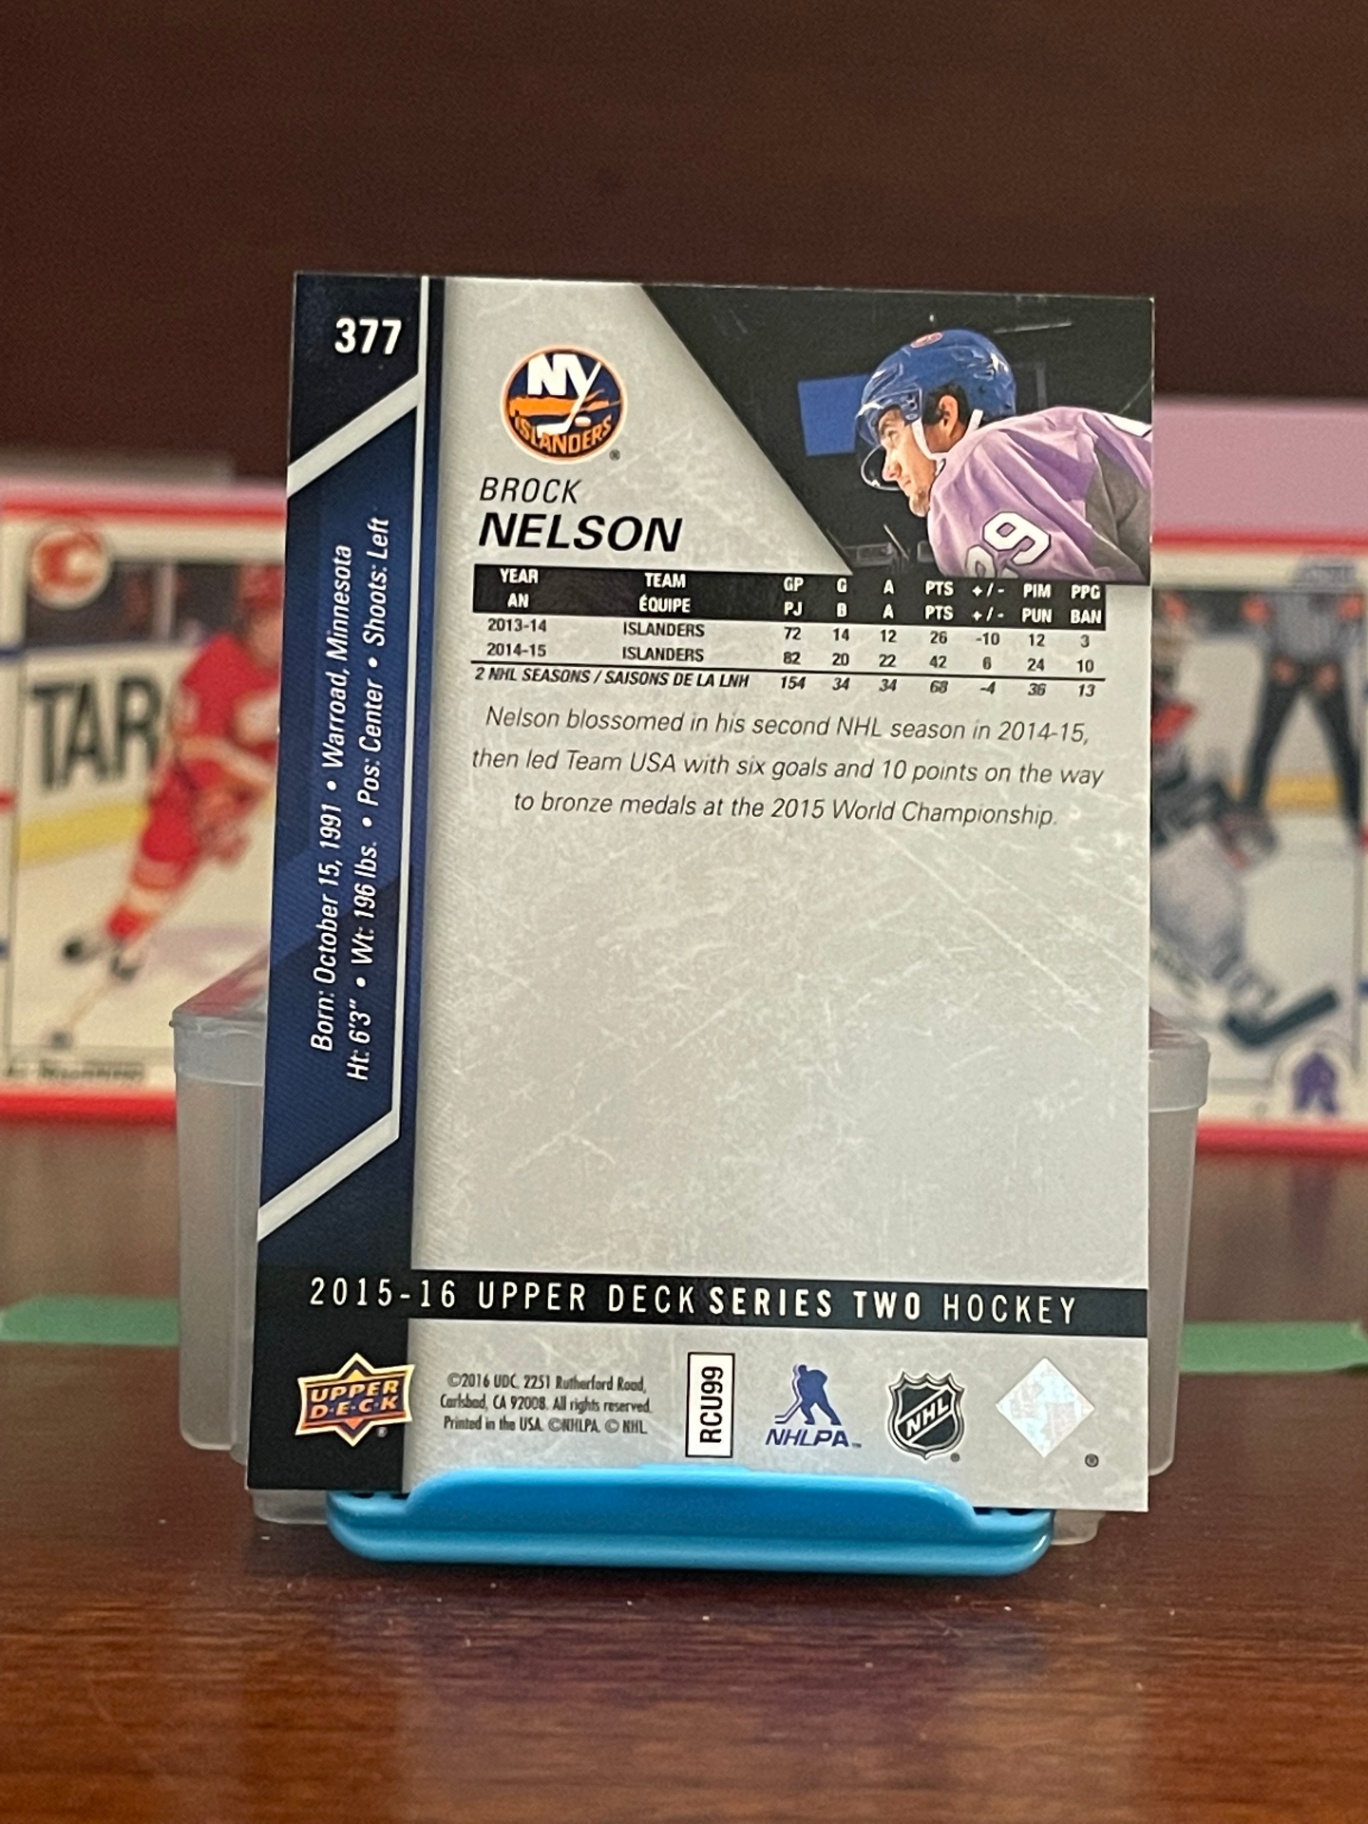 377
NY
ISLANDERS
®
BROCK
NELSON
29
YEAR TEAM GP G A PTS +/- PIM PPG
AN ÉQUIPE PJ B A PTS +/- PUN BAN
2013-14 ISLANDERS 72 14 12 26 -10 12 3
2014-15 ISLANDERS 82 20 22 42 6 24 10
2 NHL SEASONS / SAISONS DE LA LNH 154 34 34 68 -4 36 13
Nelson blossomed in his second NHL season in 2014-15,
then led Team USA with six goals and 10 points on the way
to bronze medals at the 2015 World Championship.
Born: October 15, 1991 • Warroad, Minnesota
Ht: 6'3" • Wt: 196 lbs. • Pos: Center • Shoots: Left
TAR
2015-16 UPPER DECK SERIES TWO HOCKEY
UPPER
D•E•C•K
®
©2016 UDC, 2251 Rutherford Road,
Carlsbad, CA 92008. All rights reserved.
Printed in the USA. ©NHLPA. © NHL.
RCU99
NHLPA™
NHL
®
®